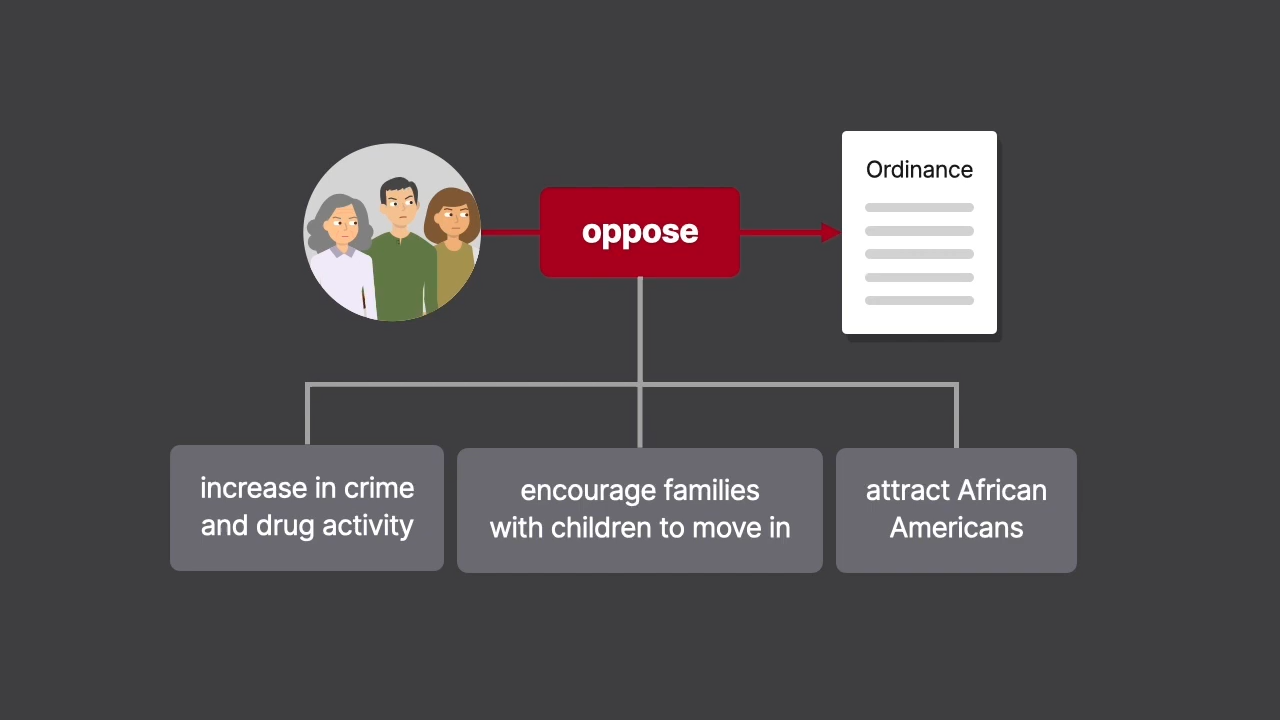 Ordinance
oppose
increase in crime
and drug activity
encourage families
with children to move in
attract African
Americans